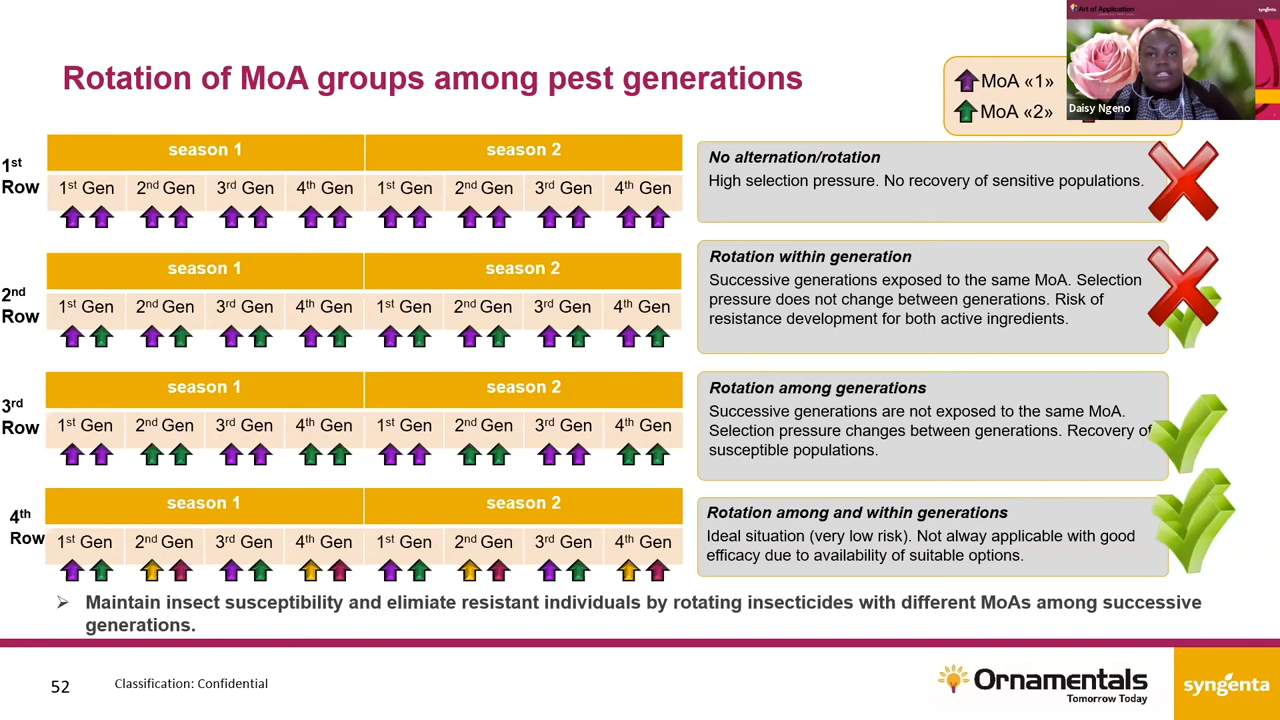 Art of Application
syngenta
Rotation of MoA groups among pest generations
MoA «1»
MoA «2»
Daisy Ngeno
1st Row
season 1 season 2
1st Gen 2nd Gen 3rd Gen 4th Gen 1st Gen 2nd Gen 3rd Gen 4th Gen
No alternation/rotation
High selection pressure. No recovery of sensitive populations.
2nd Row
season 1 season 2
1st Gen 2nd Gen 3rd Gen 4th Gen 1st Gen 2nd Gen 3rd Gen 4th Gen
Rotation within generation
Successive generations exposed to the same MoA. Selection
pressure does not change between generations. Risk of
resistance development for both active ingredients.
3rd Row
season 1 season 2
1st Gen 2nd Gen 3rd Gen 4th Gen 1st Gen 2nd Gen 3rd Gen 4th Gen
Rotation among generations
Successive generations are not exposed to the same MoA.
Selection pressure changes between generations. Recovery of
susceptible populations.
4th Row
season 1 season 2
1st Gen 2nd Gen 3rd Gen 4th Gen 1st Gen 2nd Gen 3rd Gen 4th Gen
Rotation among and within generations
Ideal situation (very low risk). Not alway applicable with good
efficacy due to availability of suitable options.
Maintain insect susceptibility and elimiate resistant individuals by rotating insecticides with different MoAs among successive
generations.
52
Classification: Confidential
Ornamentals
Tomorrow Today
syngenta